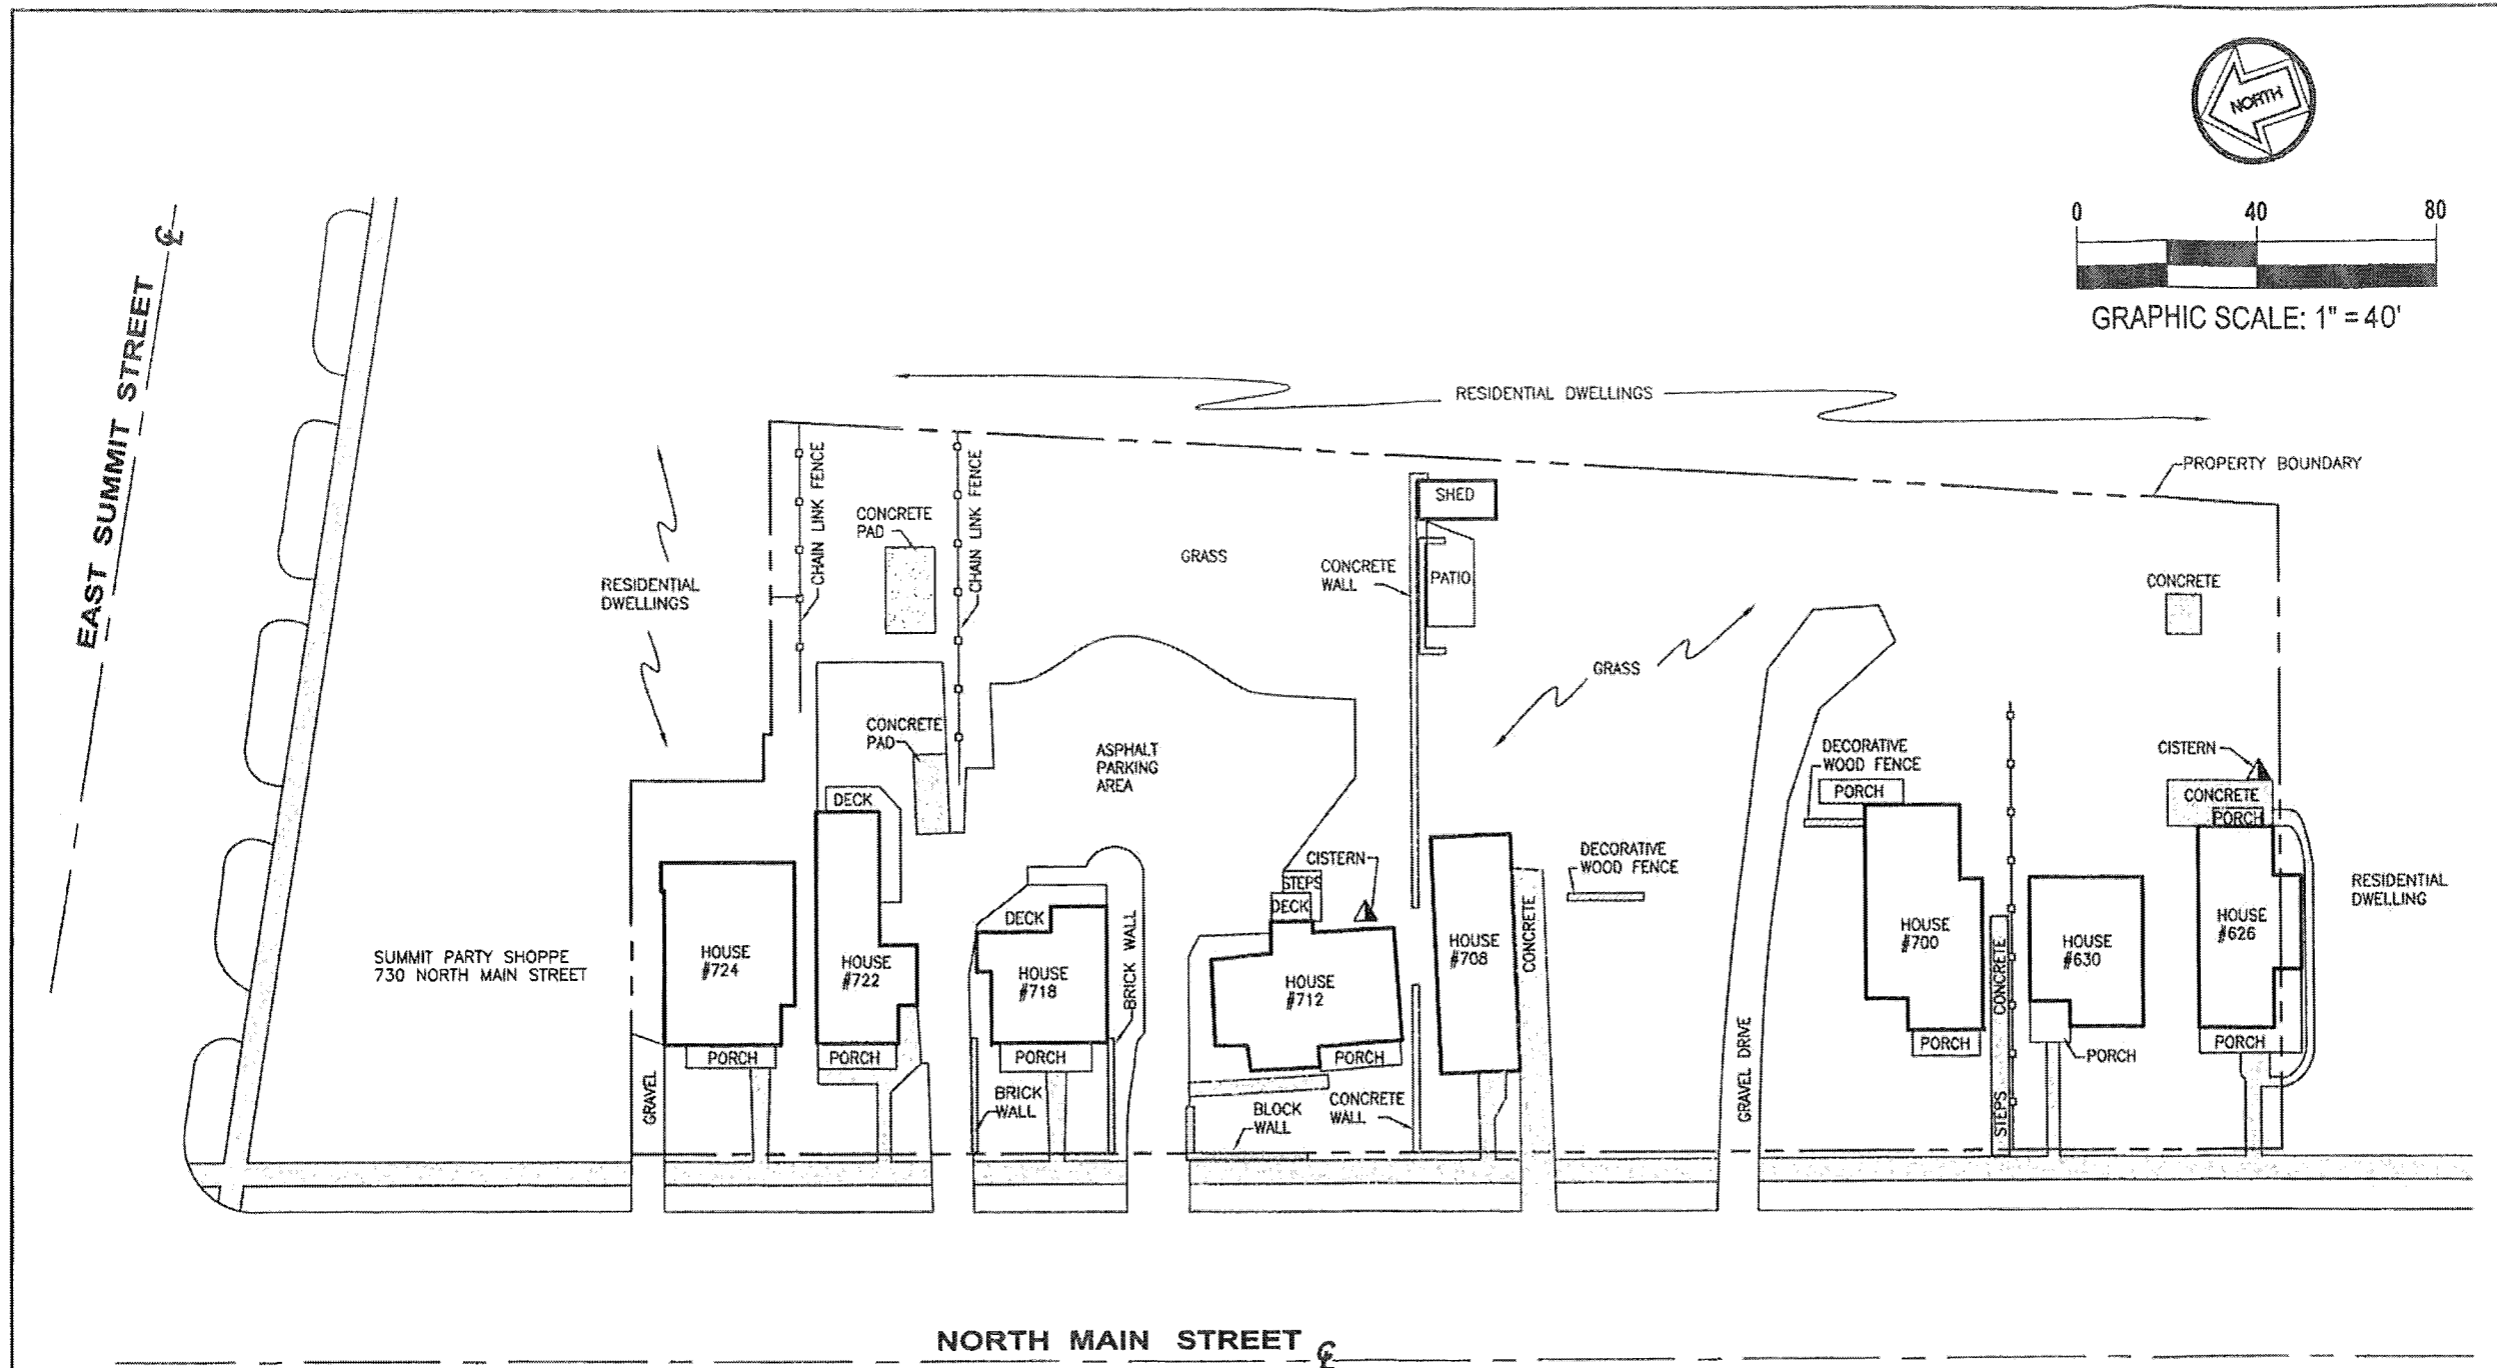 NORTH
0 40 80
GRAPHIC SCALE: 1" = 40'
EAST SUMMIT STREET
℄
RESIDENTIAL DWELLINGS
PROPERTY BOUNDARY
CHAIN LINK FENCE
CHAIN LINK FENCE
CONCRETE
PAD
GRASS
SHED
CONCRETE
WALL
PATIO
CONCRETE
RESIDENTIAL
DWELLINGS
GRASS
CONCRETE
PAD
ASPHALT
PARKING
AREA
DECORATIVE
WOOD FENCE
PORCH
CISTERN
CONCRETE
PORCH
DECK
CISTERN
STEPS
DECK
DECORATIVE
WOOD FENCE
RESIDENTIAL
DWELLING
DECK
BRICK WALL
CONCRETE
SUMMIT PARTY SHOPPE
730 NORTH MAIN STREET
HOUSE
#724
HOUSE
#722
HOUSE
#718
HOUSE
#712
HOUSE
#708
HOUSE
#700
HOUSE
#630
HOUSE
#626
CONCRETE
STEPS
PORCH
PORCH
PORCH
PORCH
PORCH
PORCH
PORCH
GRAVEL
BRICK
WALL
BLOCK
WALL
CONCRETE
WALL
GRAVEL DRIVE
NORTH MAIN STREET
℄